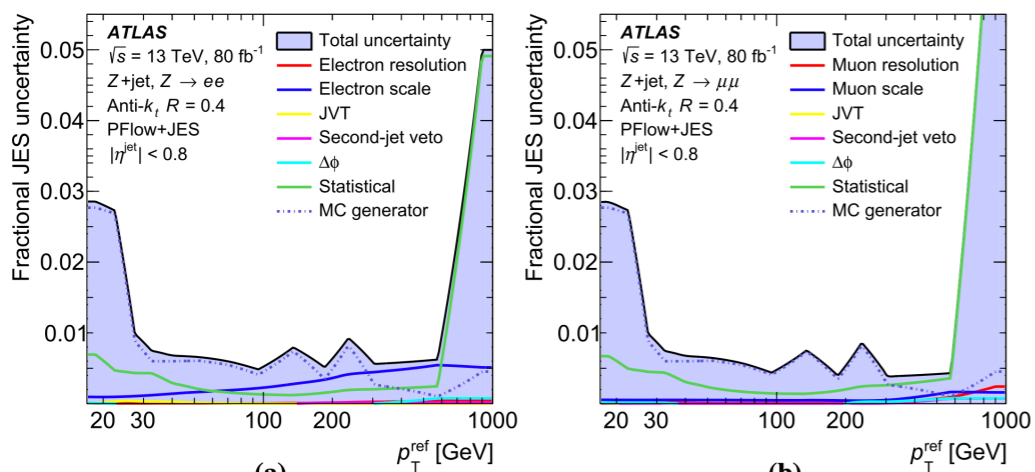 Fractional JES uncertainty
0.05
0.04
0.03
0.02
0.01
ATLAS
√s = 13 TeV, 80 fb⁻¹
Z+jet, Z → ee
Anti-kₜ R = 0.4
PFlow+JES
|η^jet| < 0.8
Total uncertainty
Electron resolution
Electron scale
JVT
Second-jet veto
Δϕ
Statistical
MC generator
20 30 100 200 1000
p_T^ref [GeV]
(a)
Fractional JES uncertainty
0.05
0.04
0.03
0.02
0.01
ATLAS
√s = 13 TeV, 80 fb⁻¹
Z+jet, Z → μμ
Anti-kₜ R = 0.4
PFlow+JES
|η^jet| < 0.8
Total uncertainty
Muon resolution
Muon scale
JVT
Second-jet veto
Δϕ
Statistical
MC generator
20 30 100 200 1000
p_T^ref [GeV]
(b)